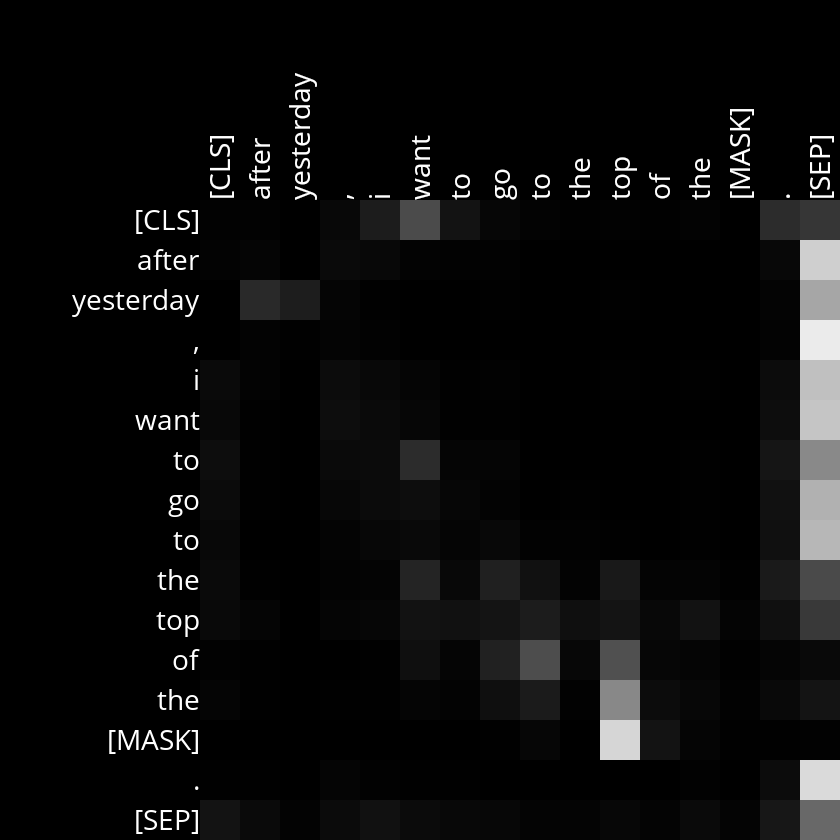 [CLS] after yesterday , i want to go to the top of the [MASK] . [SEP]
[CLS]
after
yesterday
,
i
want
to
go
to
the
top
of
the
[MASK]
.
[SEP]